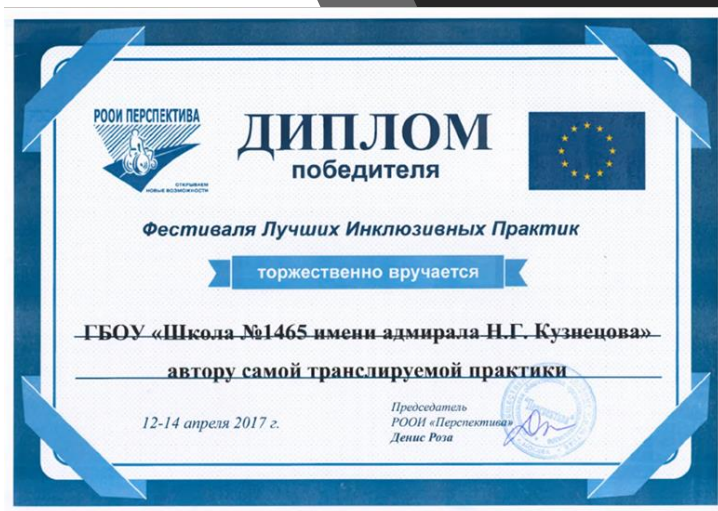 РООИ ПЕРСПЕКТИВА
ОТКРЫВАЕМ
НОВЫЕ ВОЗМОЖНОСТИ
ДИПЛОМ
победителя
Фестиваля Лучших Инклюзивных Практик
торжественно вручается
ГБОУ «Школа №1465 имени адмирала Н.Г. Кузнецова»
автору самой транслируемой практики
12-14 апреля 2017 г.
Председатель
РООИ «Перспектива»
Денис Роза